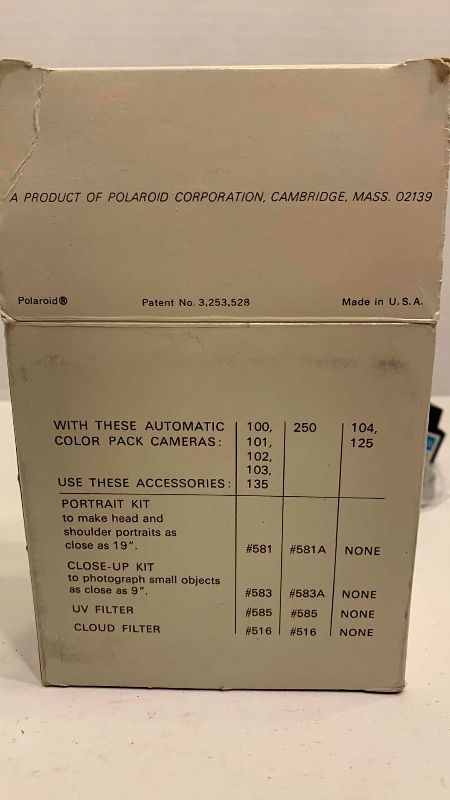 A PRODUCT OF POLAROID CORPORATION, CAMBRIDGE, MASS. 02139
Polaroid® Patent No. 3,253,528 Made in U.S.A.
WITH THESE AUTOMATIC 100, 250 104,
COLOR PACK CAMERAS: 101, 125
102,
103,
USE THESE ACCESSORIES: 135
PORTRAIT KIT
to make head and
shoulder portraits as
close as 19". #581 #581A NONE
CLOSE-UP KIT
to photograph small objects
as close as 9". #583 #583A NONE
UV FILTER #585 #585 NONE
CLOUD FILTER #516 #516 NONE